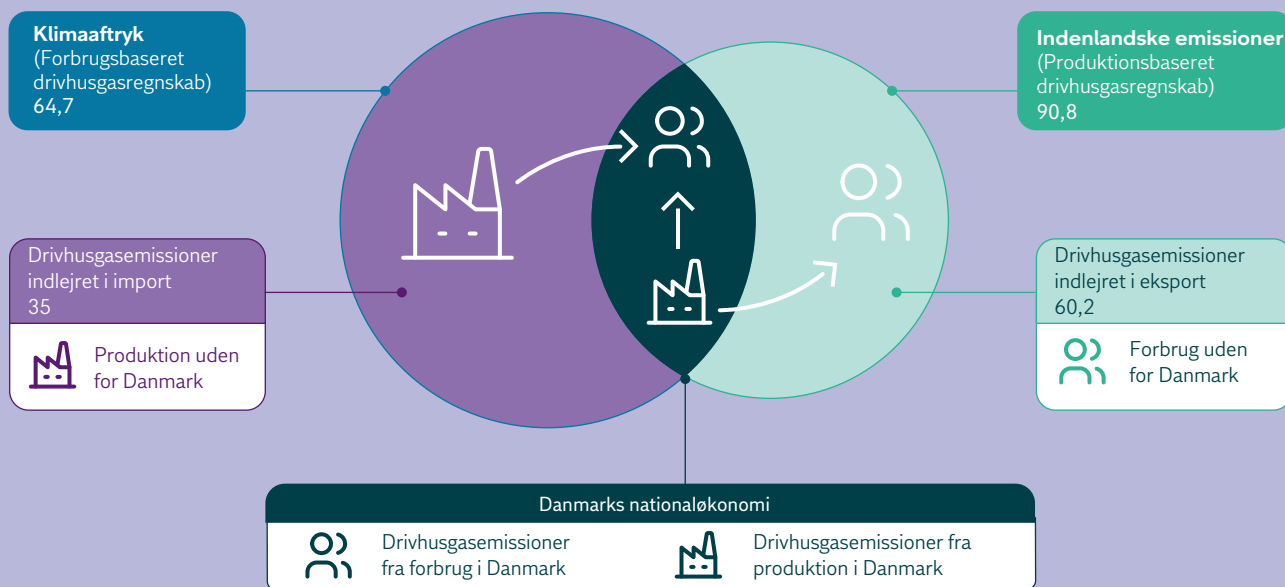 Klimaaftryk
(Forbrugsbaseret
drivhusgasregnskab)
64,7
Indenlandske emissioner
(Produktionsbaseret
drivhusgasregnskab)
90,8
Drivhusgasemissioner
indlejret i import
35
Produktion uden
for Danmark
Drivhusgasemissioner
indlejret i eksport
60,2
Forbrug uden
for Danmark
Danmarks nationaløkonomi
Drivhusgasemissioner
fra forbrug i Danmark
Drivhusgasemissioner fra
produktion i Danmark